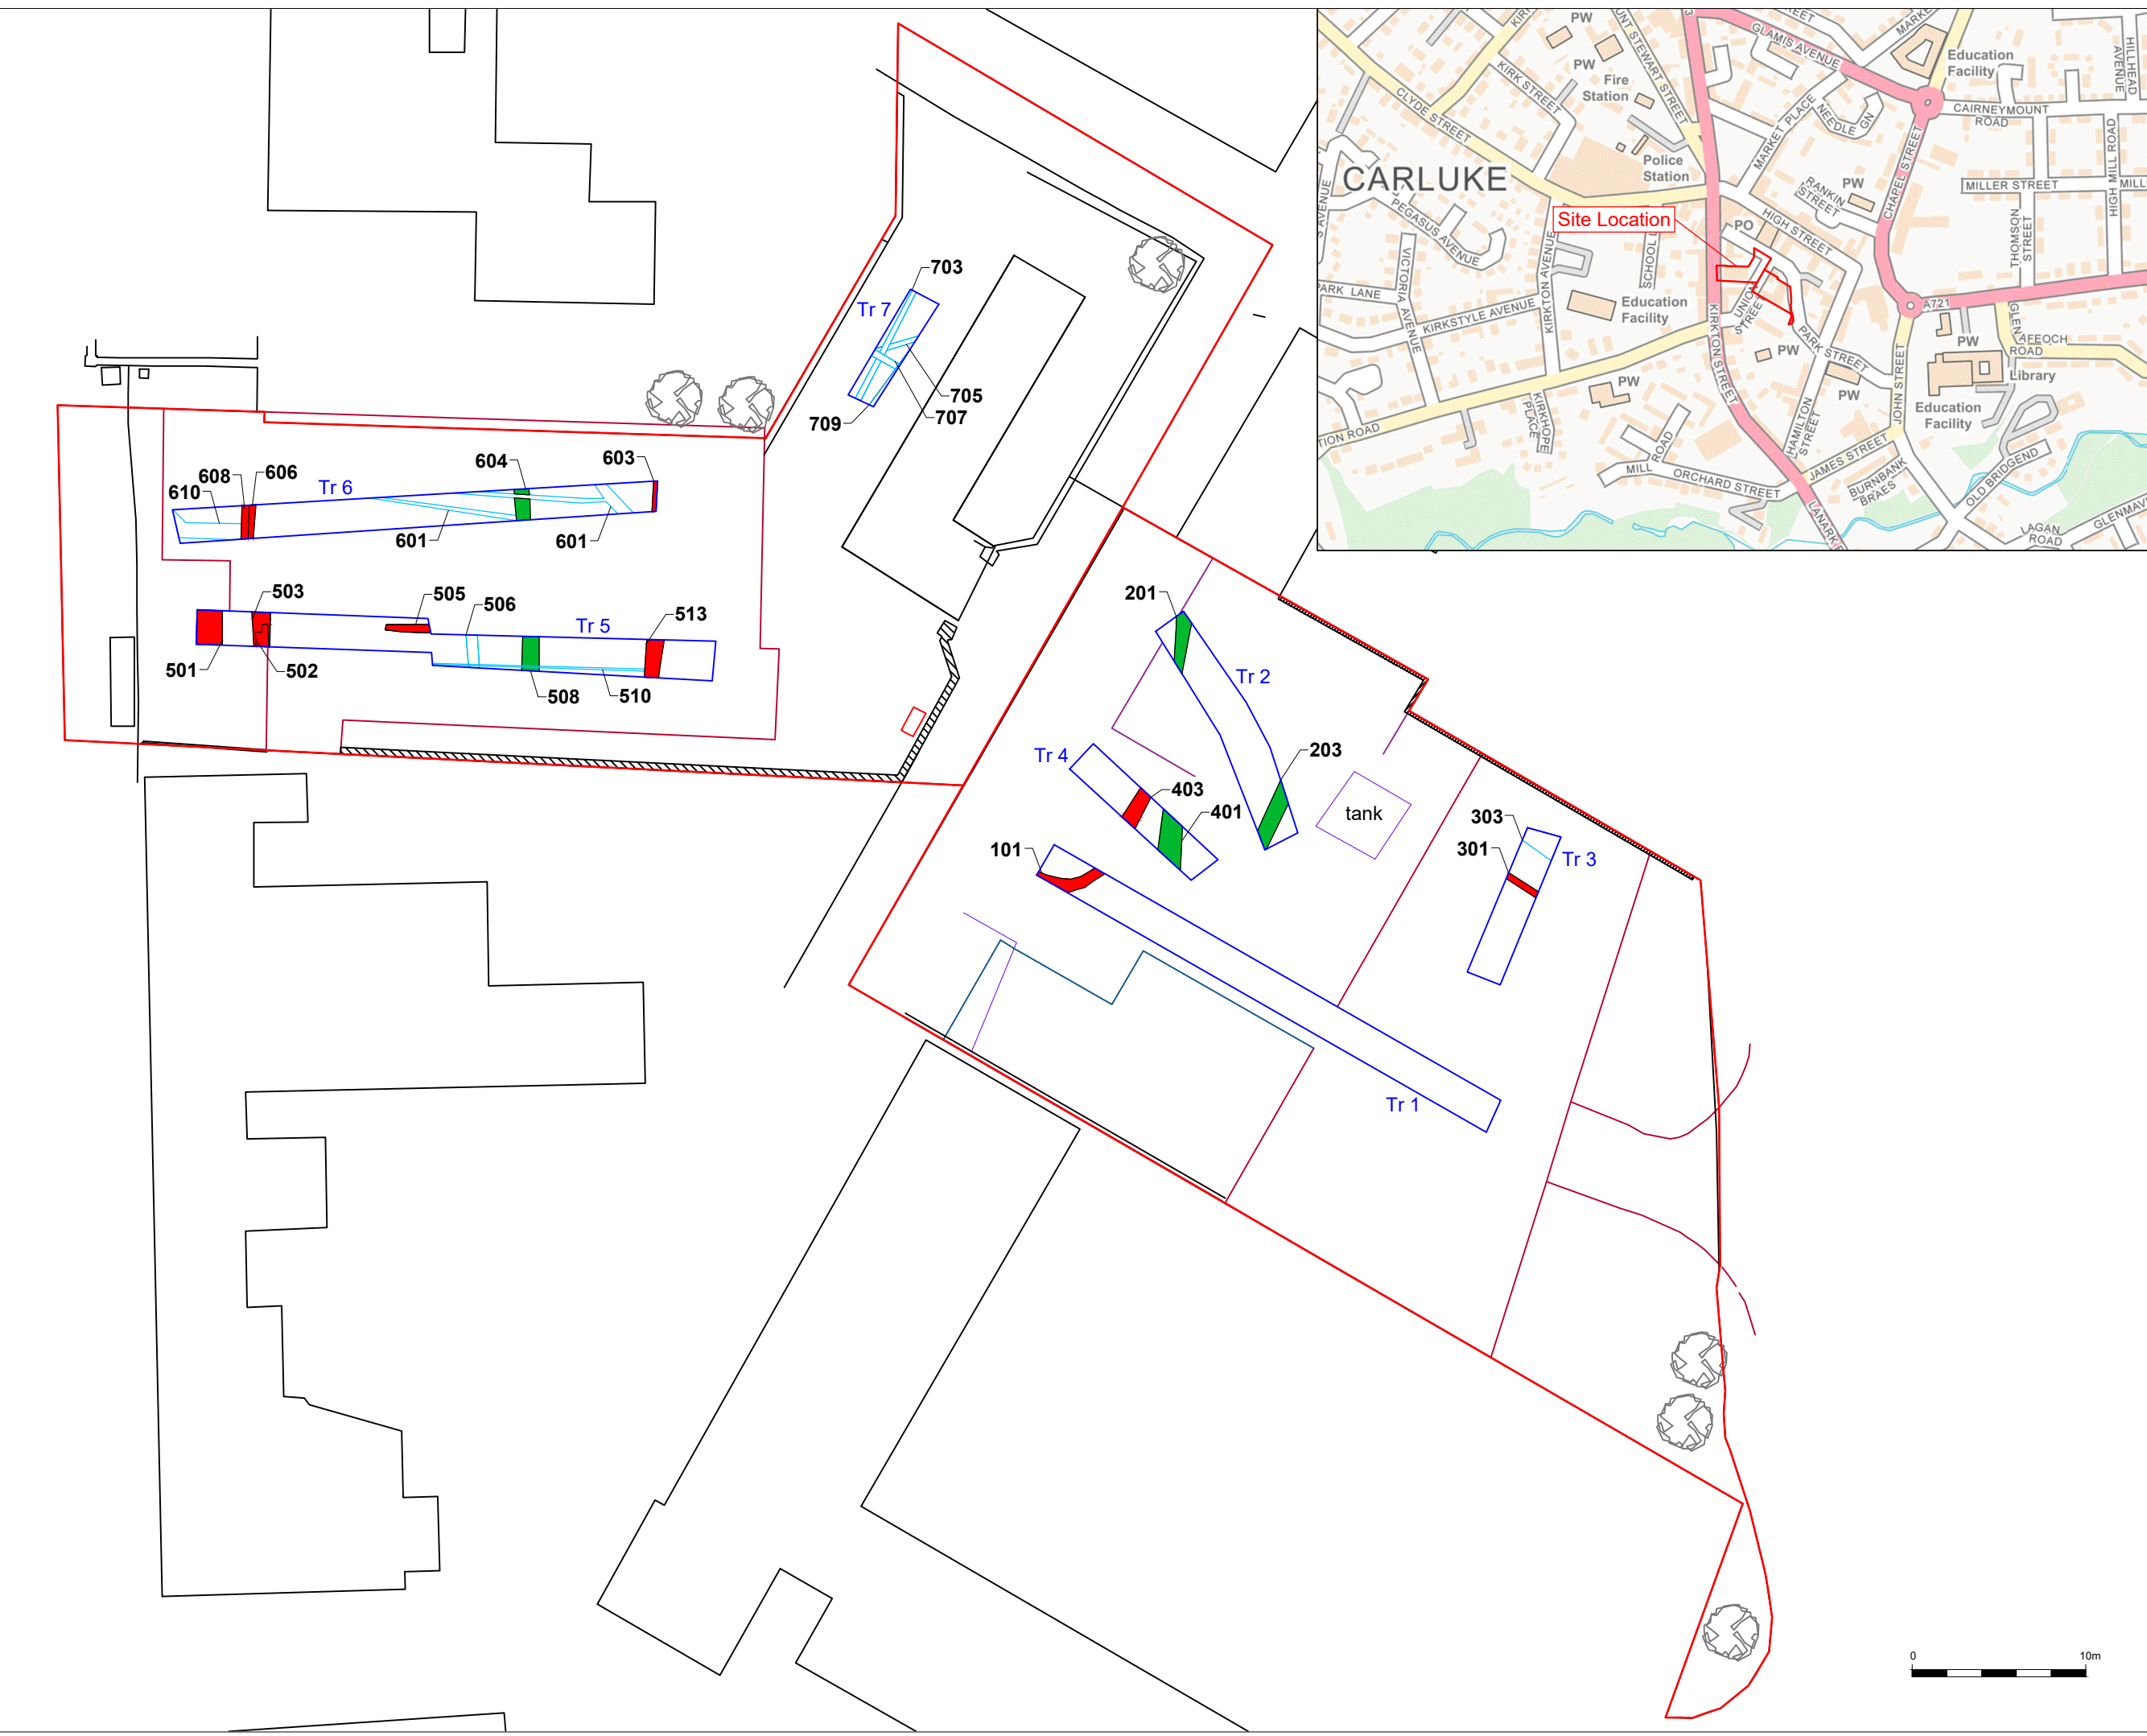 703
Tr 7
705
707
709
608
606
610
Tr 6
604
603
601
601
503
505
506
Tr 5
513
501
502
508
510
201
Tr 2
203
Tr 4
403
401
101
tank
303
301
Tr 3
Tr 1
0
10m
CARLUKE
Site Location
PW
PW
Fire
Station
Police
Station
KIRK STREET
CLYDE STREET
GLAMIS AVENUE
MARKET PLACE
NEEDLE GN
Education
Facility
CAIRNEYMOUNT
ROAD
HILLHEAD
AVENUE
HIGH MILL ROAD
MILLER STREET
CHAPEL STREET
RANKIN
STREET
PW
THOMSON
STREET
PO
HIGH STREET
PEGASUS AVENUE
VICTORIA AVENUE
PARK LANE
KIRKSTYLE AVENUE
KIRKTON AVENUE
Education
Facility
KIRKTON STREET
UNION
STREET
PW
PARK STREET
A721
PW
Library
JOHN STREET
PW
Education
Facility
KIRKHOPE
PLACE
PW
MILL
ROAD
ORCHARD STREET
HAMILTON
STREET
JAMES STREET
BURNBANK
BRAES
OLD BRIDGEND
LAGAN
ROAD